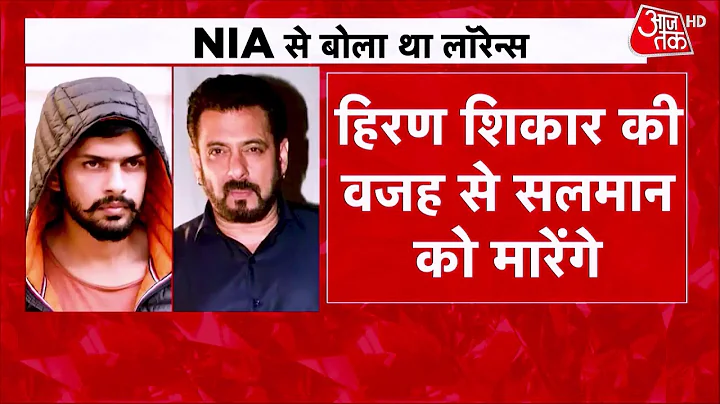 NIA से बोला था लॉरेन्स
आज तक HD
हिरण शिकार की
वजह से सलमान
को मारेंगे